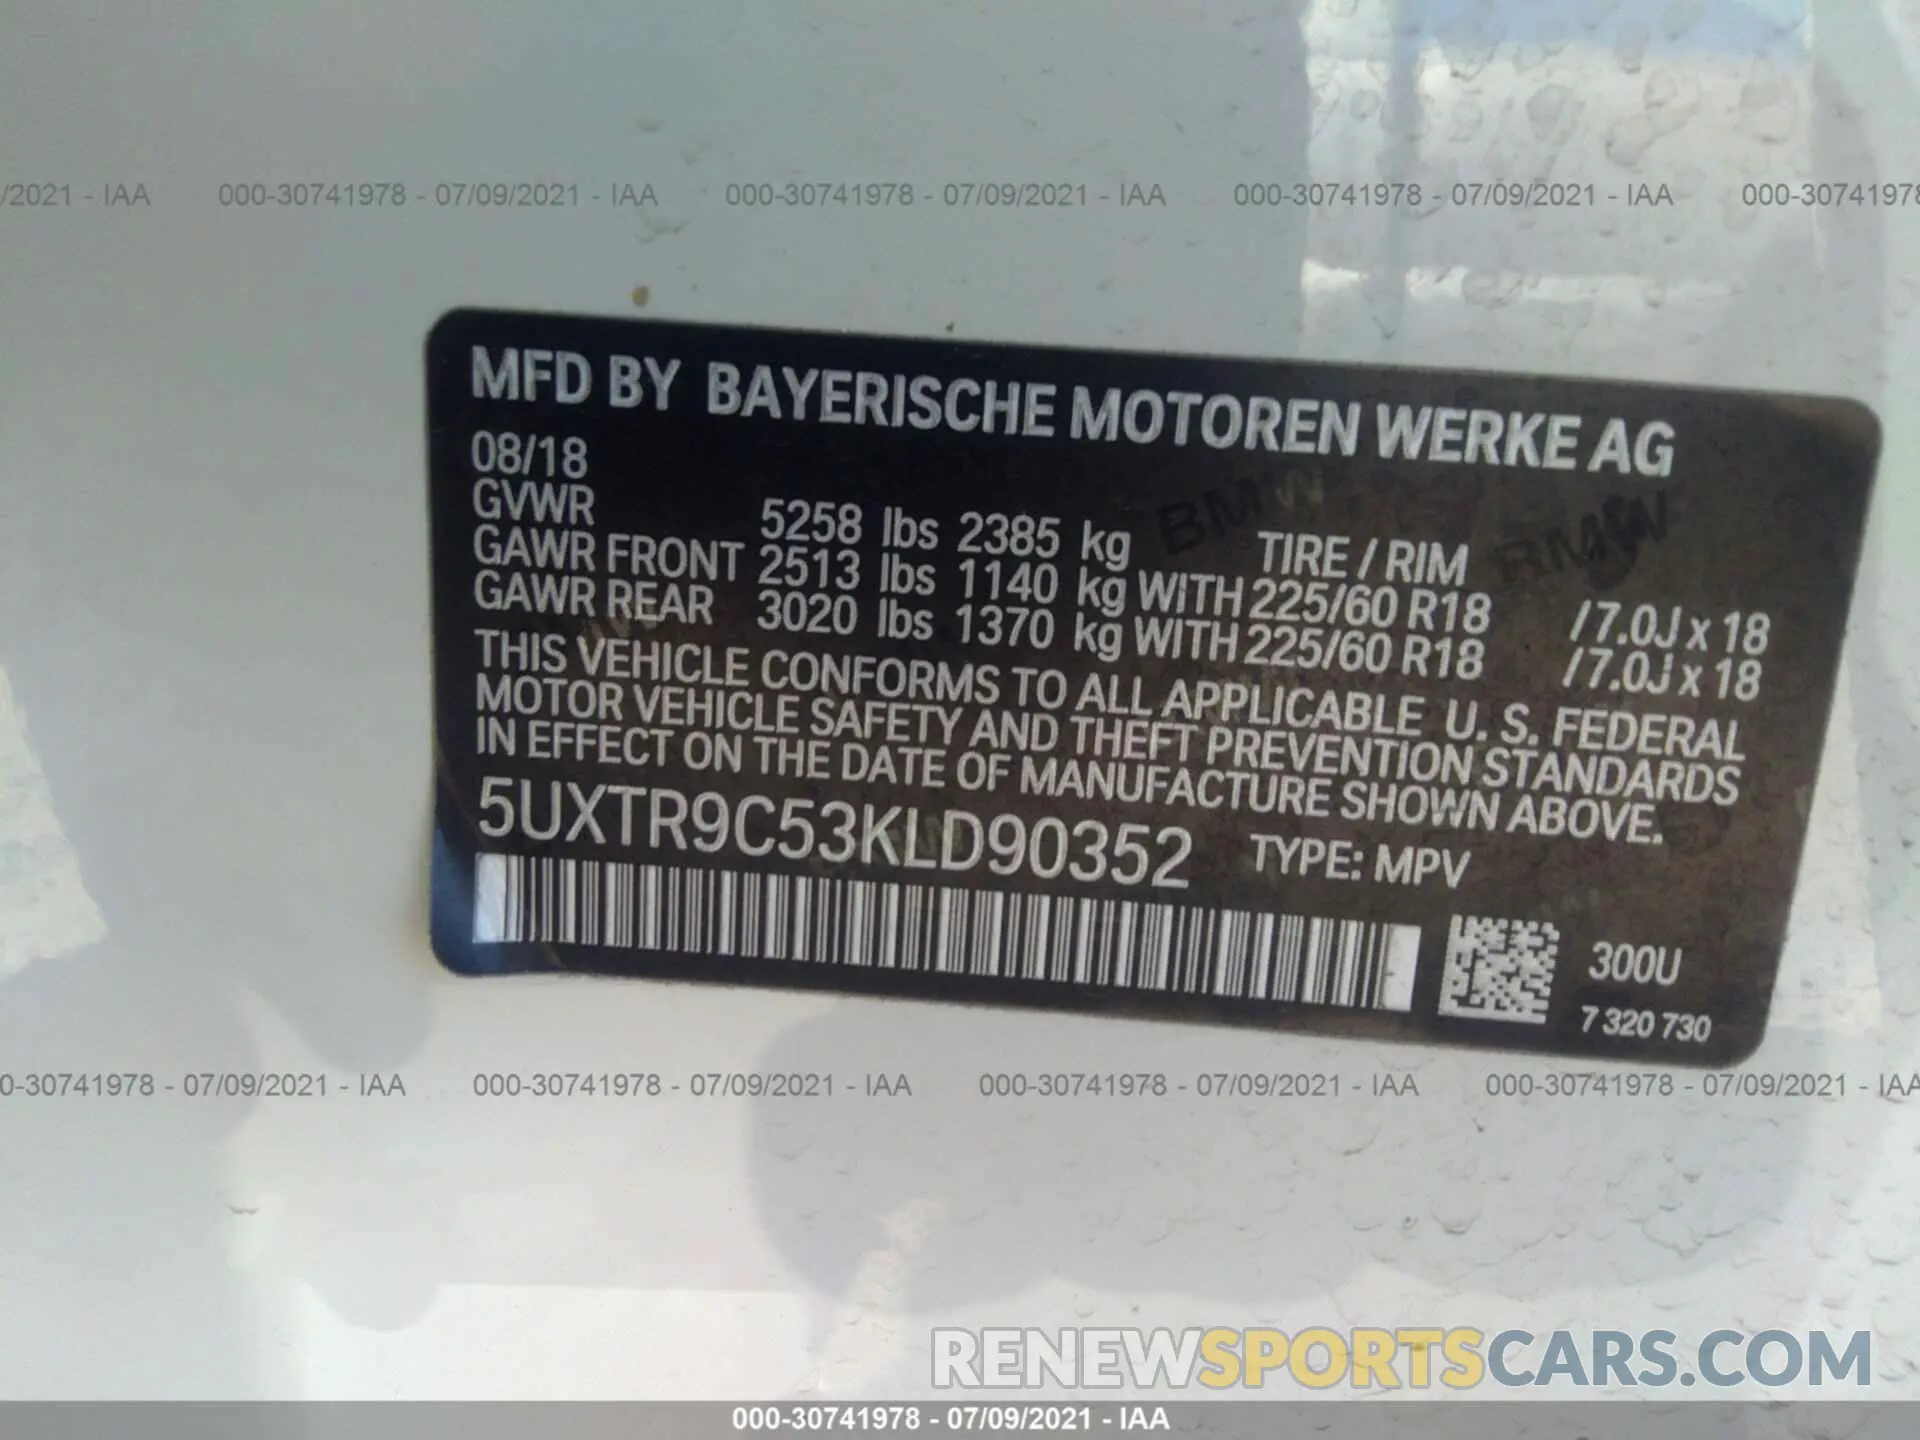 /2021 - IAA 000-30741978 - 07/09/2021 - IAA 000-30741978 - 07/09/2021 - IAA 000-30741978 - 07/09/2021 - IAA 000-30741978
MFD BY BAYERISCHE MOTOREN WERKE AG
08/18
GVWR 5258 lbs 2385 kg TIRE / RIM
GAWR FRONT 2513 lbs 1140 kg WITH 225/60 R18 /7.0J x 18
GAWR REAR 3020 lbs 1370 kg WITH 225/60 R18 /7.0J x 18
THIS VEHICLE CONFORMS TO ALL APPLICABLE U. S. FEDERAL
MOTOR VEHICLE SAFETY AND THEFT PREVENTION STANDARDS
IN EFFECT ON THE DATE OF MANUFACTURE SHOWN ABOVE.
5UXTR9C53KLD90352 TYPE: MPV
300U
7 320 730
0-30741978 - 07/09/2021 - IAA 000-30741978 - 07/09/2021 - IAA 000-30741978 - 07/09/2021 - IAA 000-30741978 - 07/09/2021 - IAA
RENEWSPORTSCARS.COM
000-30741978 - 07/09/2021 - IAA